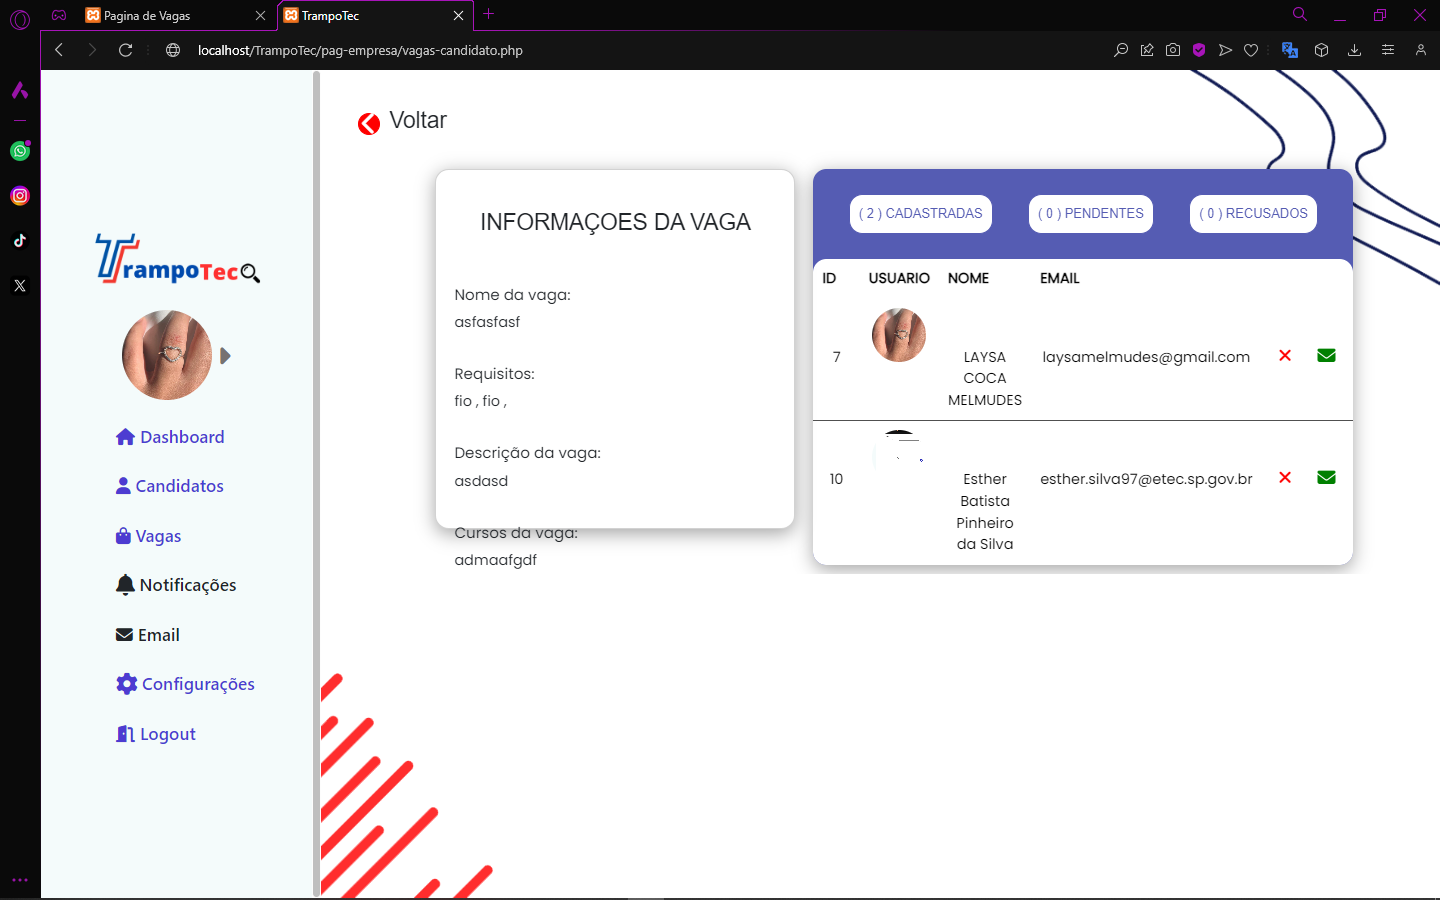 Pagina de Vagas
TrampoTec
localhost/TrampoTec/pag-empresa/vagas-candidato.php
TrampoTec
Dashboard
Candidatos
Vagas
Notificações
Email
Configurações
Logout
Voltar
INFORMAÇOES DA VAGA
Nome da vaga:
asfasfasf
Requisitos:
fio , fio ,
Descrição da vaga:
asdasd
Cursos da vaga:
admaafgdf
( 2 ) CADASTRADAS
( 0 ) PENDENTES
( 0 ) RECUSADOS
ID USUARIO NOME EMAIL
7 LAYSA laysamelmudes@gmail.com
COCA
MELMUDES
10 Esther esther.silva97@etec.sp.gov.br
Batista
Pinheiro
da Silva